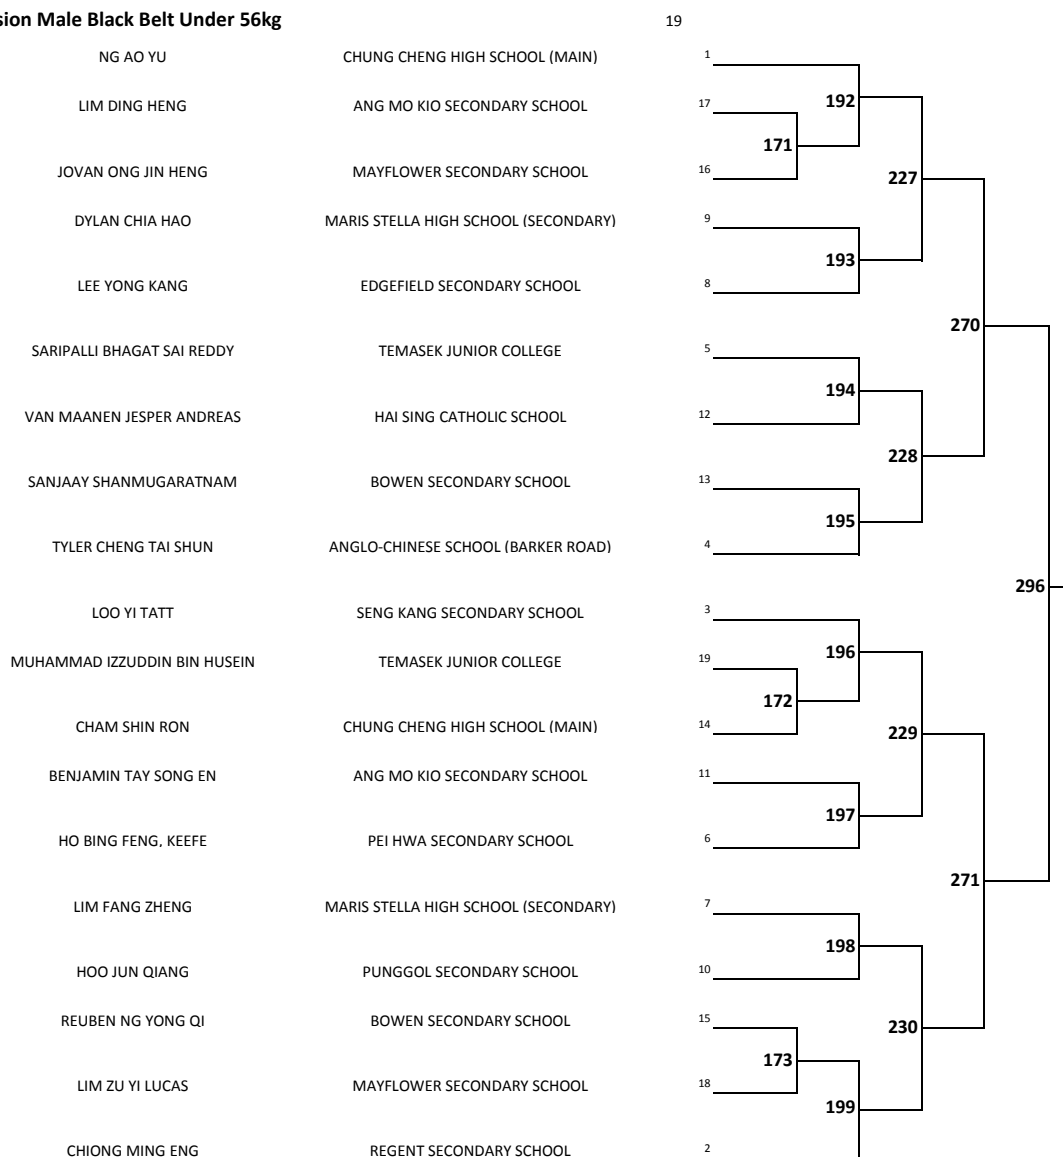 sion Male Black Belt Under 56kg 19
NG AO YU CHUNG CHENG HIGH SCHOOL (MAIN) 1
LIM DING HENG ANG MO KIO SECONDARY SCHOOL 17 192
171
JOVAN ONG JIN HENG MAYFLOWER SECONDARY SCHOOL 16 227
DYLAN CHIA HAO MARIS STELLA HIGH SCHOOL (SECONDARY) 9
193
LEE YONG KANG EDGEFIELD SECONDARY SCHOOL 8
270
SARIPALLI BHAGAT SAI REDDY TEMASEK JUNIOR COLLEGE 5
194
VAN MAANEN JESPER ANDREAS HAI SING CATHOLIC SCHOOL 12
228
SANJAAY SHANMUGARATNAM BOWEN SECONDARY SCHOOL 13
195
TYLER CHENG TAI SHUN ANGLO-CHINESE SCHOOL (BARKER ROAD) 4
296
LOO YI TATT SENG KANG SECONDARY SCHOOL 3
MUHAMMAD IZZUDDIN BIN HUSEIN TEMASEK JUNIOR COLLEGE 19 196
172
CHAM SHIN RON CHUNG CHENG HIGH SCHOOL (MAIN) 14 229
BENJAMIN TAY SONG EN ANG MO KIO SECONDARY SCHOOL 11
197
HO BING FENG, KEEFE PEI HWA SECONDARY SCHOOL 6
271
LIM FANG ZHENG MARIS STELLA HIGH SCHOOL (SECONDARY) 7
198
HOO JUN QIANG PUNGGOL SECONDARY SCHOOL 10
REUBEN NG YONG QI BOWEN SECONDARY SCHOOL 15 230
173
LIM ZU YI LUCAS MAYFLOWER SECONDARY SCHOOL 18
199
CHIONG MING ENG REGENT SECONDARY SCHOOL 2